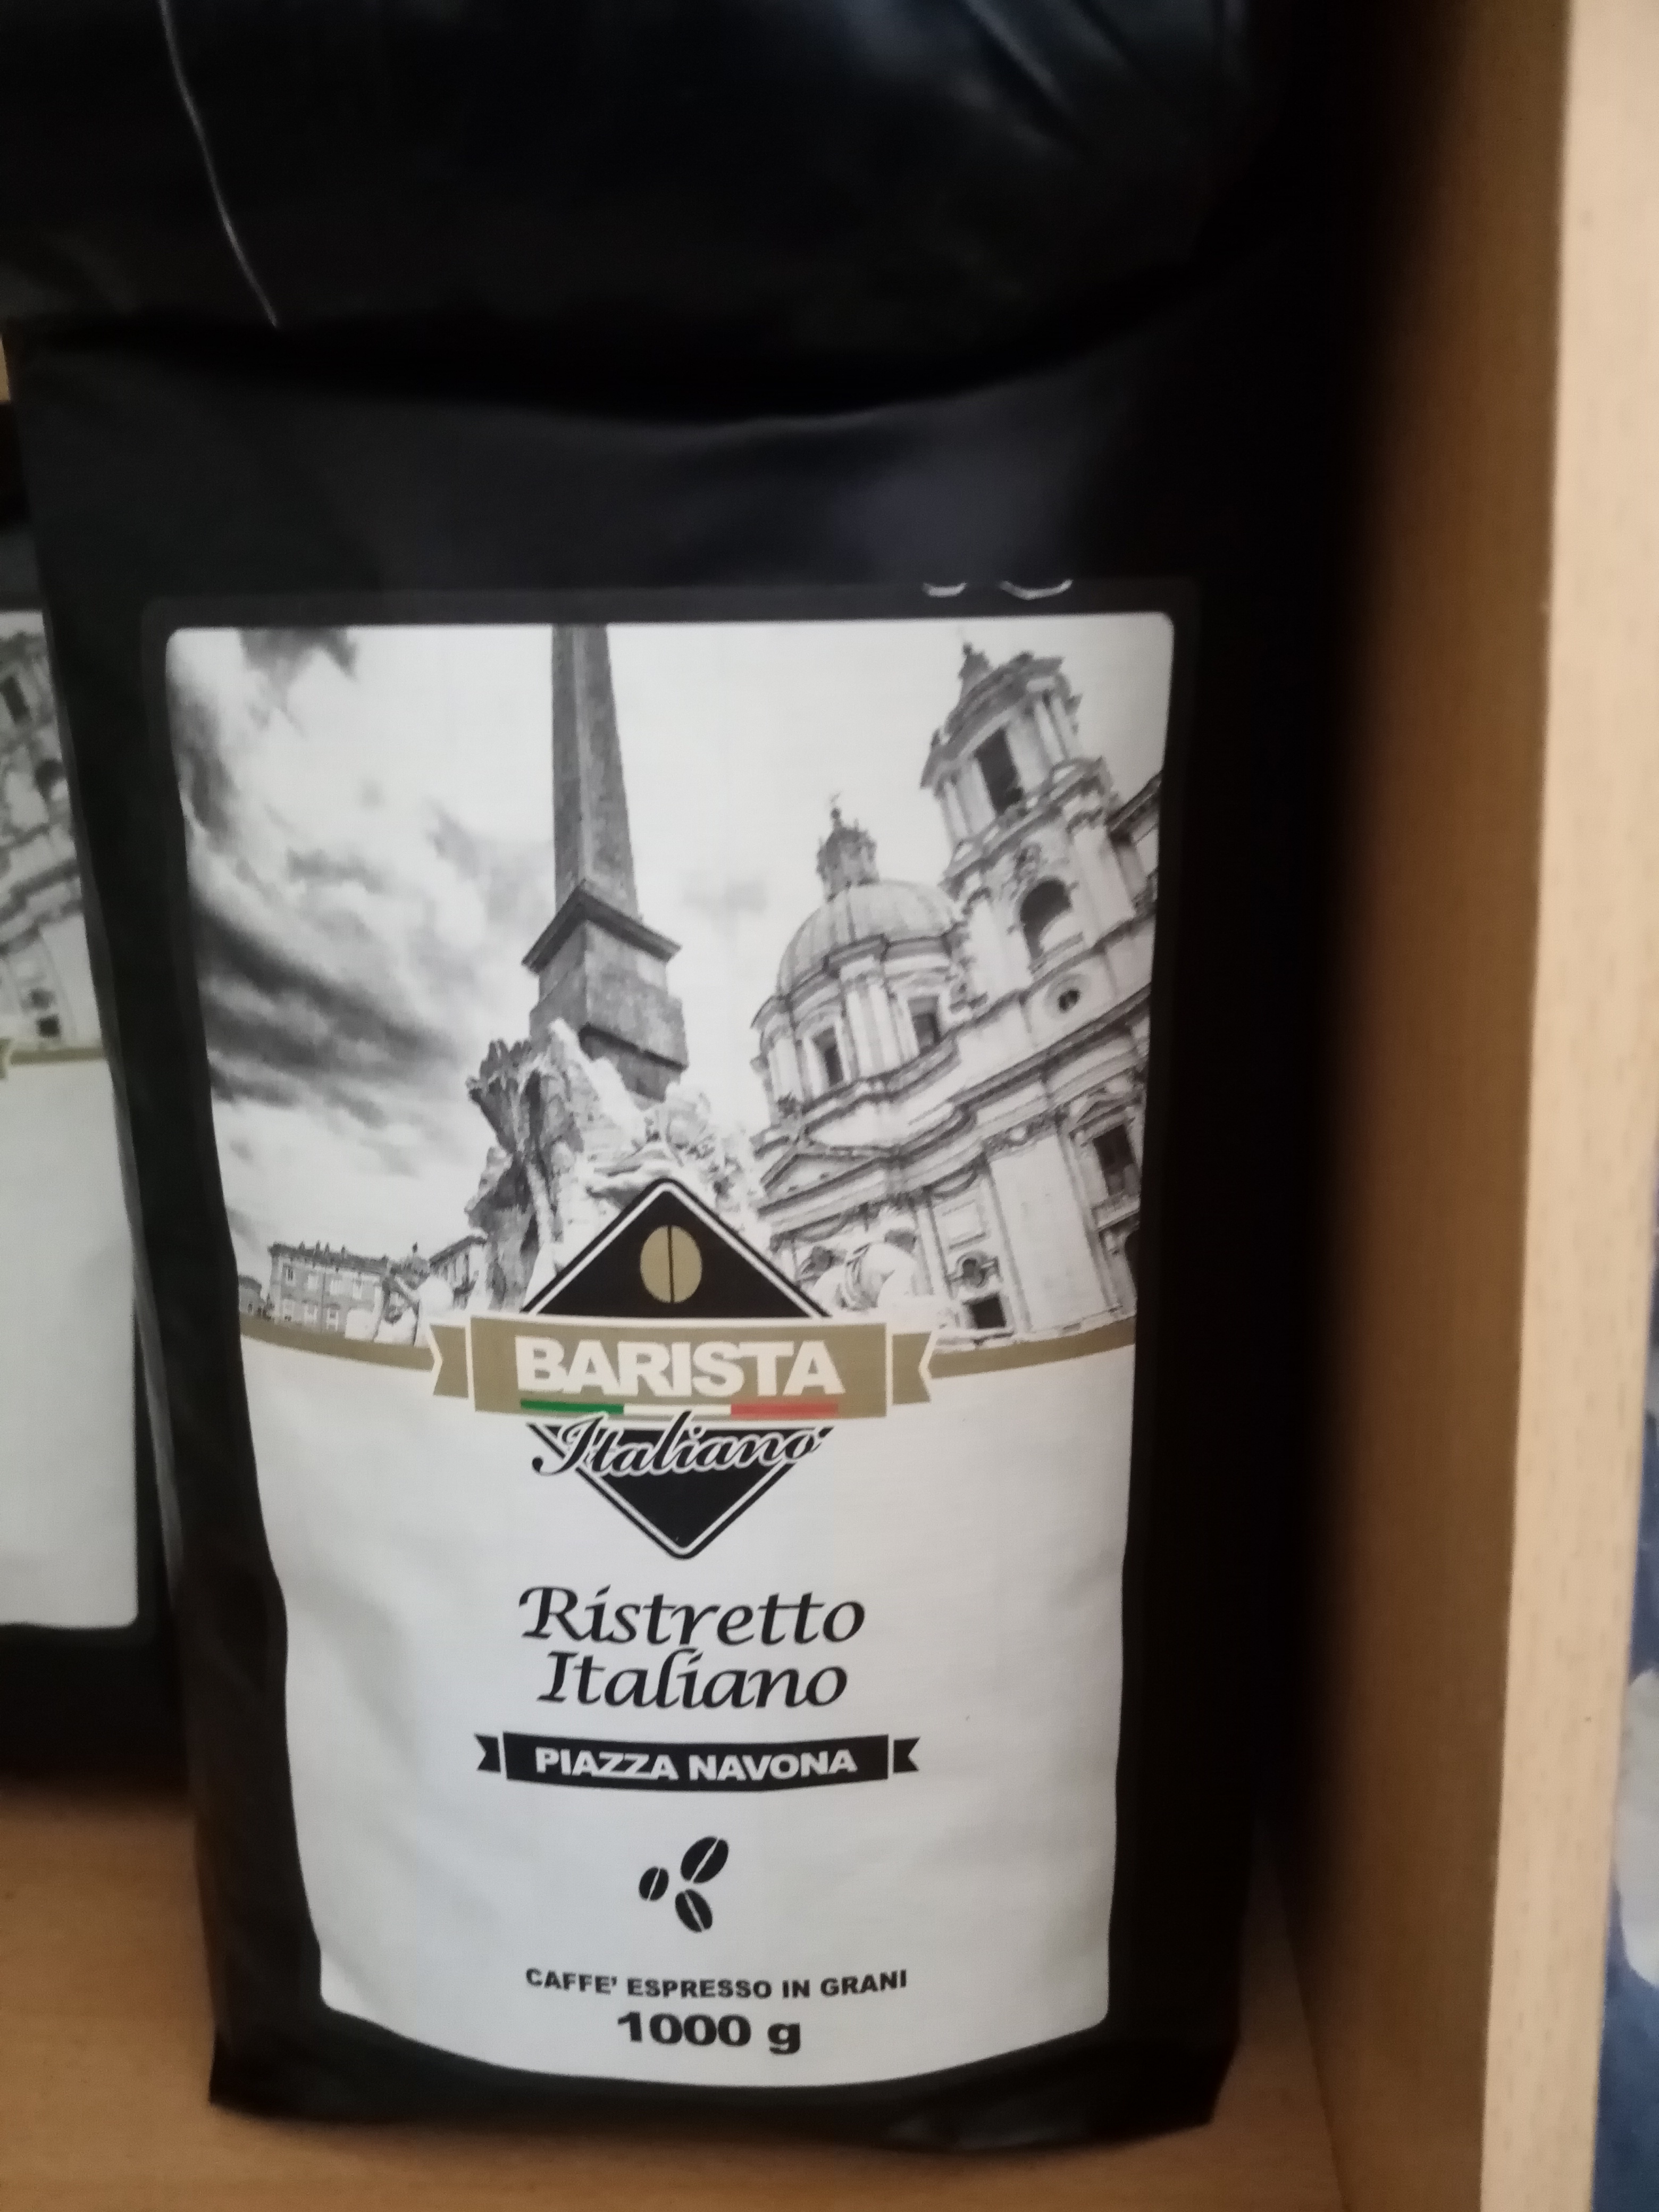 BARISTA
Italiano
Ristretto
Italiano
PIAZZA NAVONA
CAFFE' ESPRESSO IN GRANI
1000 g